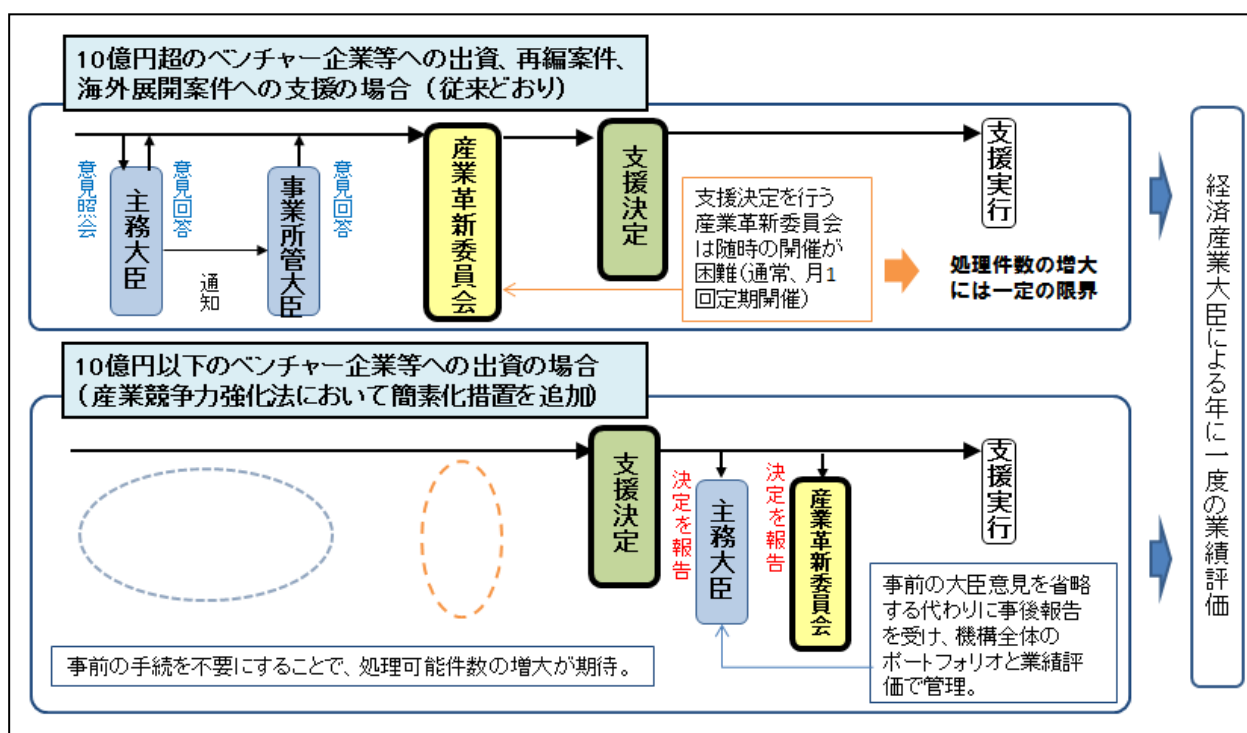 10億円超のベンチャー企業等への出資、再編案件、
海外展開案件への支援の場合（従来どおり）
意見照会
主務大臣
意見回答
通知
事業所管大臣
意見回答
産業革新委員会
支援決定
支援決定を行う
産業革新委員会
は随時の開催が
困難(通常、月1
回定期開催)
処理件数の増大
には一定の限界
支援実行
10億円以下のベンチャー企業等への出資の場合
（産業競争力強化法において簡素化措置を追加）
支援決定
決定を報告
主務大臣
決定を報告
産業革新委員会
支援実行
事前の大臣意見を省略
する代わりに事後報告
を受け、機構全体の
ポートフォリオと業績評
価で管理。
事前の手続を不要にすることで、処理可能件数の増大が期待。
経済産業大臣による年に一度の業績評価